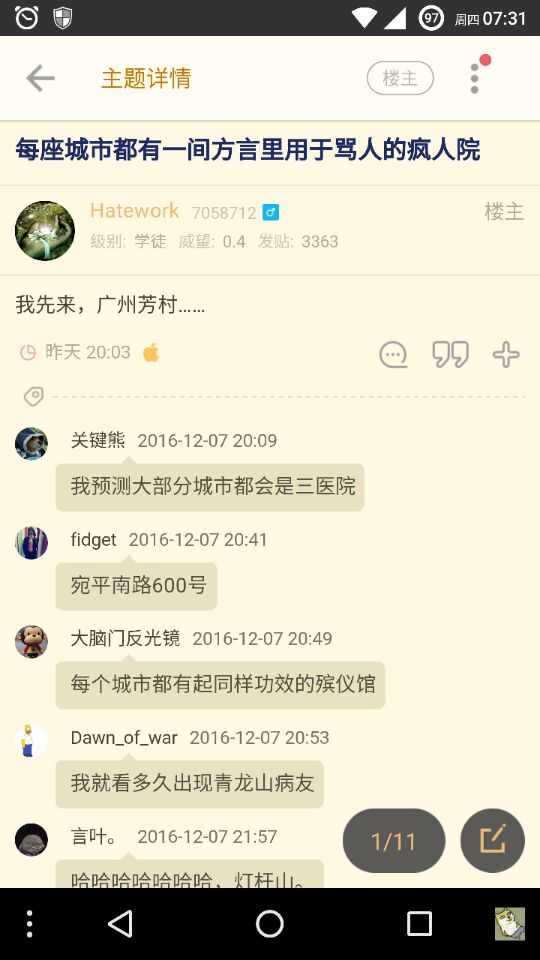 97 周四 07:31
主题详情 楼主
每座城市都有一间方言里用于骂人的疯人院
Hatework 7058712 楼主
级别: 学徒 威望: 0.4 发贴: 3363
我先来，广州芳村……
昨天 20:03
关键熊 2016-12-07 20:09
我预测大部分城市都会是三医院
fidget 2016-12-07 20:41
宛平南路600号
大脑门反光镜 2016-12-07 20:49
每个城市都有起同样功效的殡仪馆
Dawn_of_war 2016-12-07 20:53
我就看多久出现青龙山病友
言叶。 2016-12-07 21:57
1/11
哈哈哈哈哈哈哈，灯杆山。